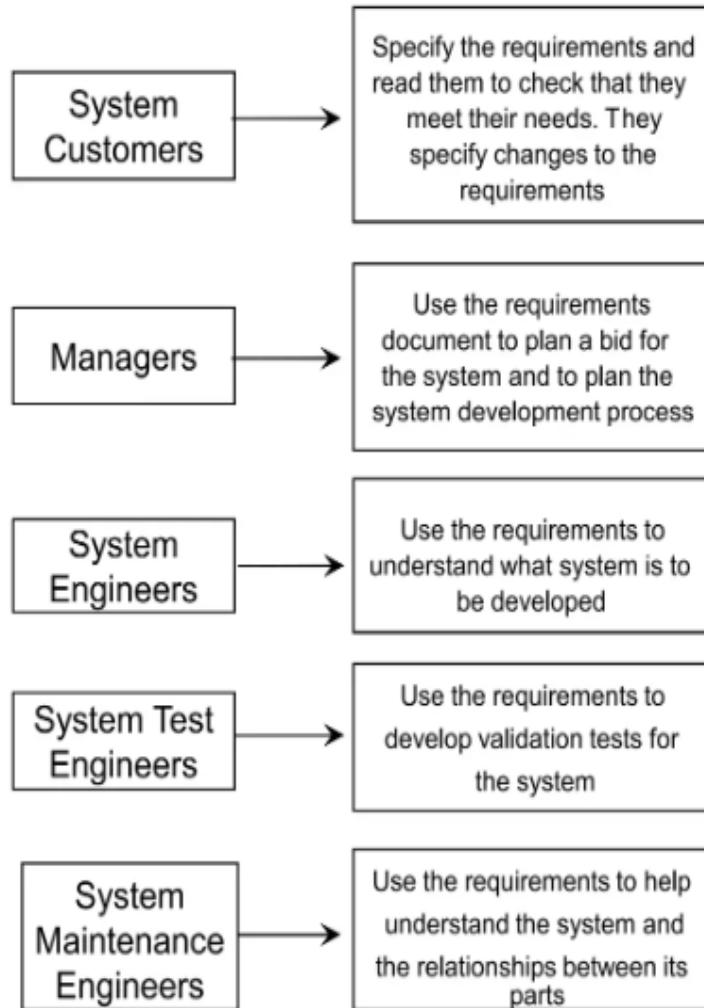 System
Customers
Specify the requirements and
read them to check that they
meet their needs. They
specify changes to the
requirements
Managers
Use the requirements
document to plan a bid for
the system and to plan the
system development process
System
Engineers
Use the requirements to
understand what system is to
be developed
System Test
Engineers
Use the requirements to
develop validation tests for
the system
System
Maintenance
Engineers
Use the requirements to help
understand the system and
the relationships between its
parts